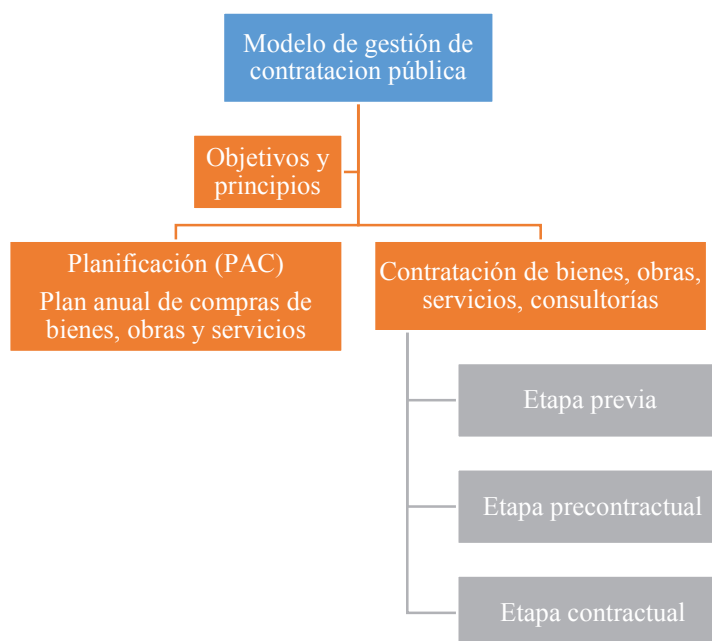 Modelo de gestión de
contratacion pública
Objetivos y
principios
Planificación (PAC)
Plan anual de compras de
bienes, obras y servicios
Contratación de bienes, obras,
servicios, consultorías
Etapa previa
Etapa precontractual
Etapa contractual